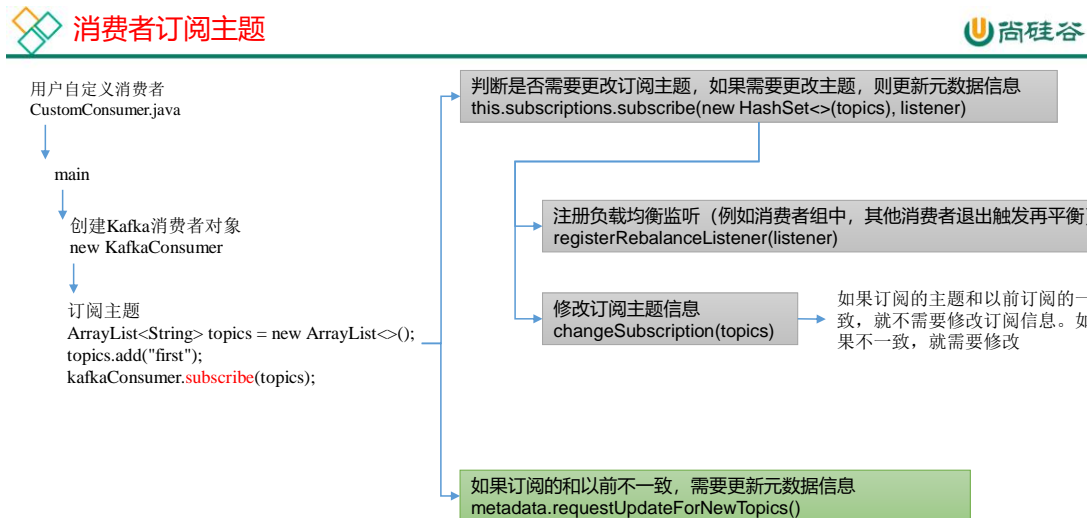 消费者订阅主题
尚硅谷
用户自定义消费者
CustomConsumer.java
main
创建Kafka消费者对象
new KafkaConsumer
订阅主题
ArrayList<String> topics = new ArrayList<>();
topics.add("first");
kafkaConsumer.subscribe(topics);
判断是否需要更改订阅主题，如果需要更改主题，则更新元数据信息
this.subscriptions.subscribe(new HashSet<>(topics), listener)
注册负载均衡监听（例如消费者组中，其他消费者退出触发再平衡）
registerRebalanceListener(listener)
修改订阅主题信息
changeSubscription(topics)
如果订阅的主题和以前订阅的一
致，就不需要修改订阅信息。如
果不一致，就需要修改
如果订阅的和以前不一致，需要更新元数据信息
metadata.requestUpdateForNewTopics()